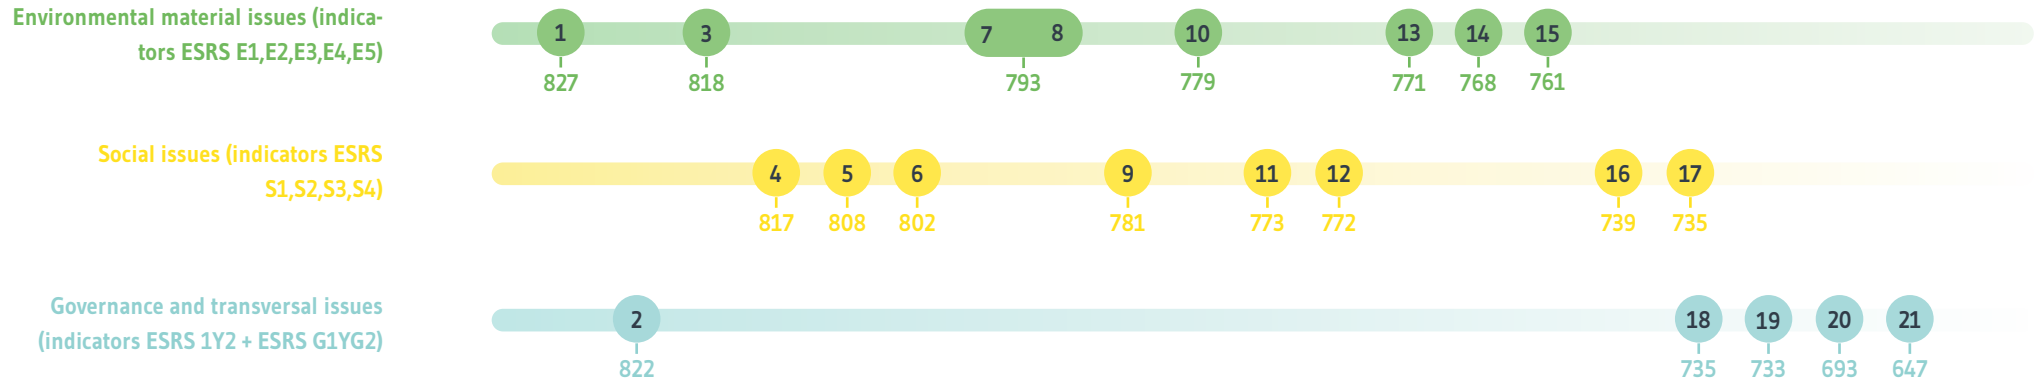 Environmental material issues (indica-
tors ESRS E1,E2,E3,E4,E5)
1 3 7 8 10 13 14 15
827 818 793 779 771 768 761
Social issues (indicators ESRS
S1,S2,S3,S4)
4 5 6 9 11 12 16 17
817 808 802 781 773 772 739 735
Governance and transversal issues
(indicators ESRS 1Y2 + ESRS G1YG2)
2 18 19 20 21
822 735 733 693 647